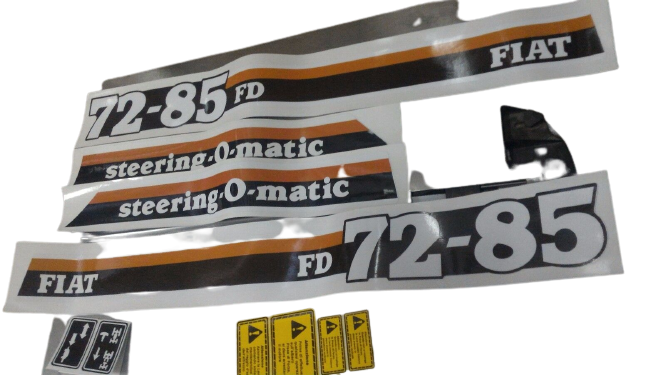 FIAT
72-85 FD
steering-O-matic
steering-O-matic
72-85
FIAT FD